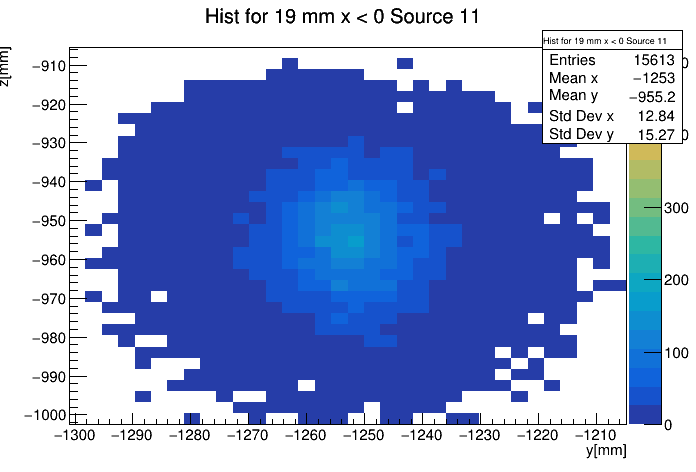 Hist for 19 mm x < 0 Source 11
z[mm]
Hist for 19 mm x < 0 Source 11
Entries 15613
Mean x −1253
Mean y −955.2
Std Dev x 12.84
Std Dev y 15.27
−910
−920
−930
−940
−950
−960
−970
−980
−990
−1000
−1300 −1290 −1280 −1270 −1260 −1250 −1240 −1230 −1220 −1210
y[mm]
300
200
100
0